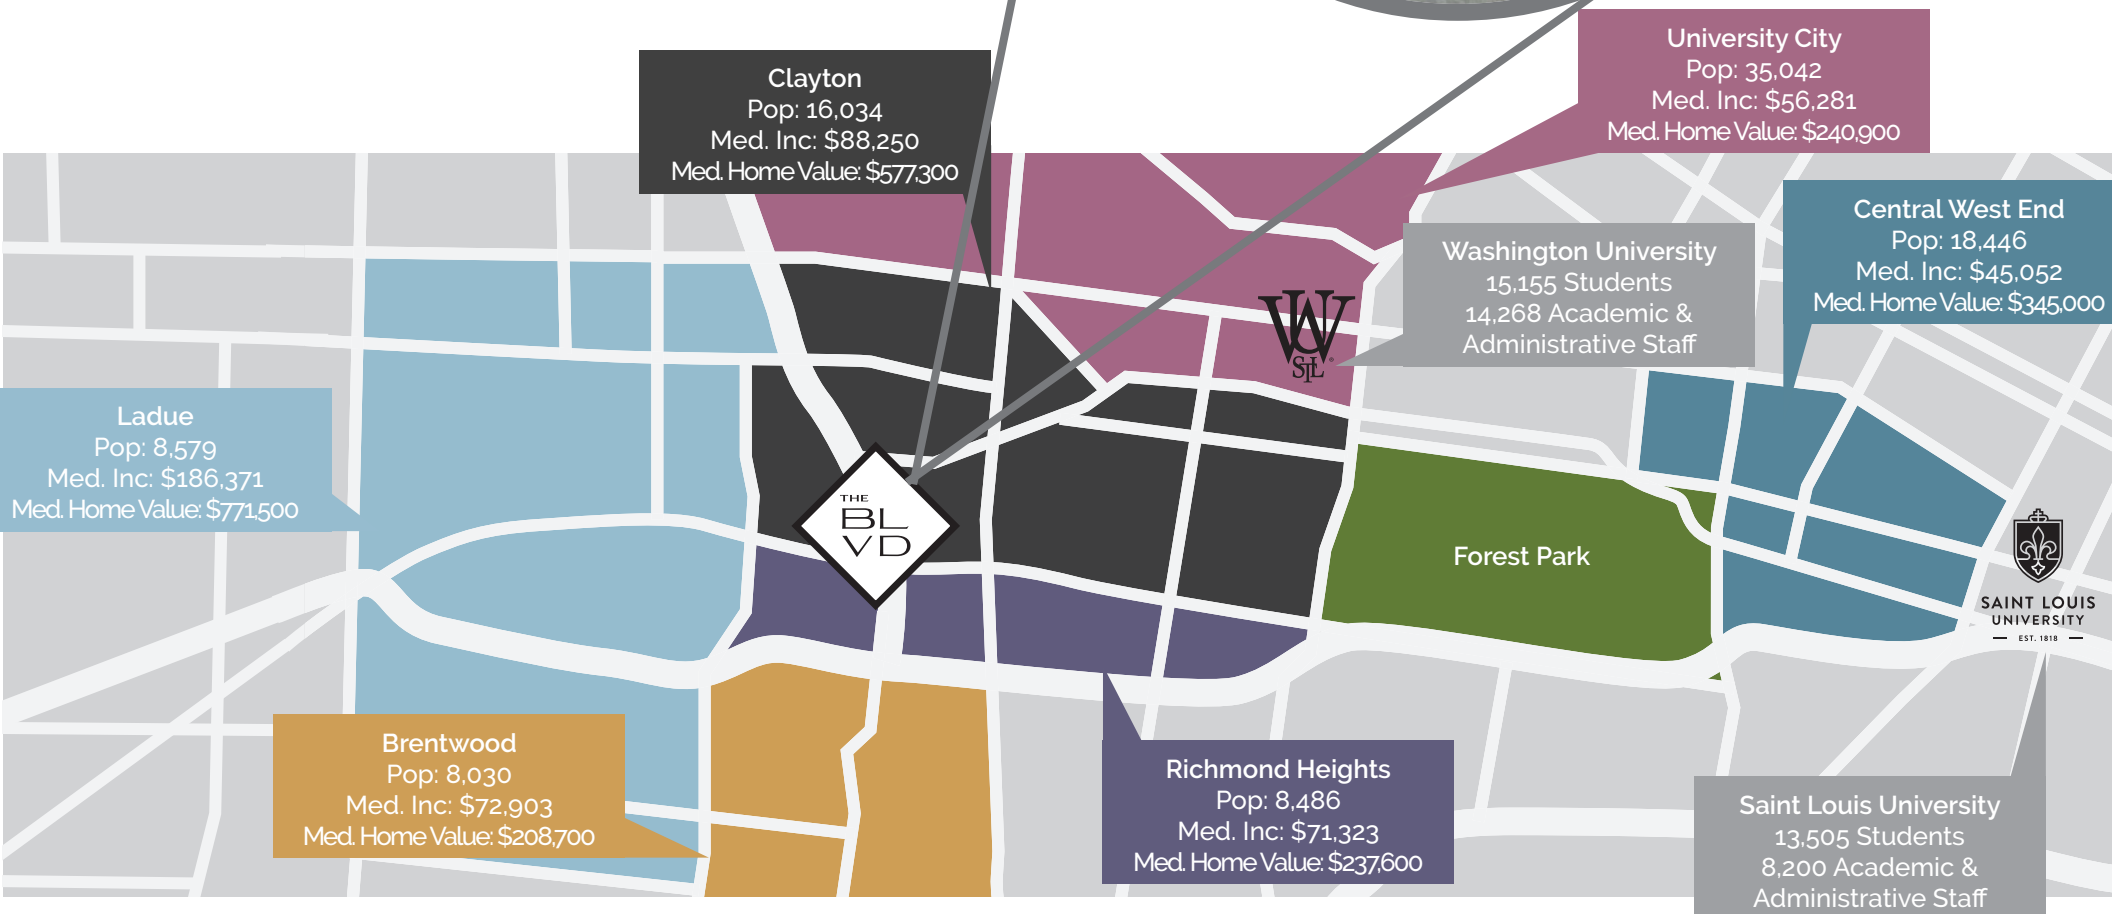 Clayton
Pop: 16,034
Med. Inc: $88,250
Med. Home Value: $577,300
University City
Pop: 35,042
Med. Inc: $56,281
Med. Home Value: $240,900
Washington University
15,155 Students
14,268 Academic &
Administrative Staff
Central West End
Pop: 18,446
Med. Inc: $45,052
Med. Home Value: $345,000
WU
STL
Ladue
Pop: 8,579
Med. Inc: $186,371
Med. Home Value: $771,500
THE
BL
VD
Forest Park
SAINT LOUIS
UNIVERSITY
EST. 1818
Brentwood
Pop: 8,030
Med. Inc: $72,903
Med. Home Value: $208,700
Richmond Heights
Pop: 8,486
Med. Inc: $71,323
Med. Home Value: $237,600
Saint Louis University
13,505 Students
8,200 Academic &
Administrative Staff